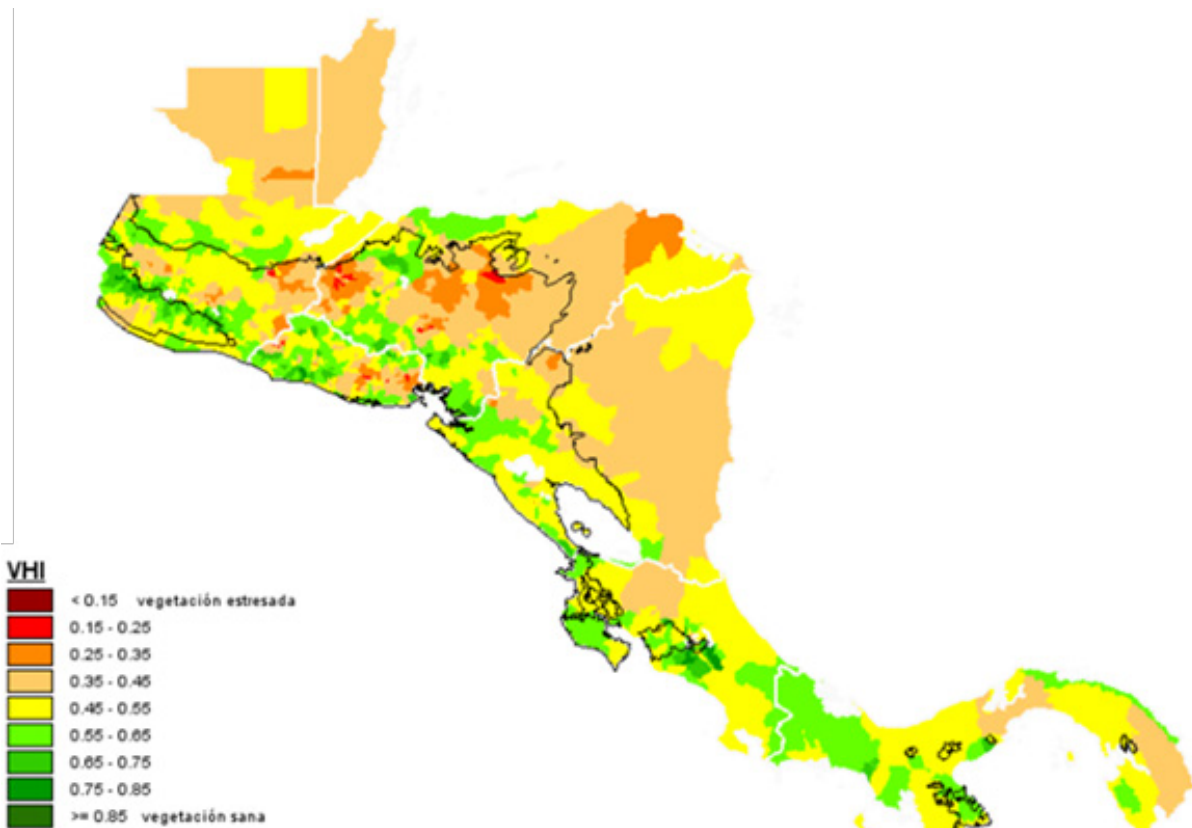 VHI
< 0.15 vegetación estresada
0.15 - 0.25
0.25 - 0.35
0.35 - 0.45
0.45 - 0.55
0.55 - 0.65
0.65 - 0.75
0.75 - 0.85
>= 0.85 vegetación sana